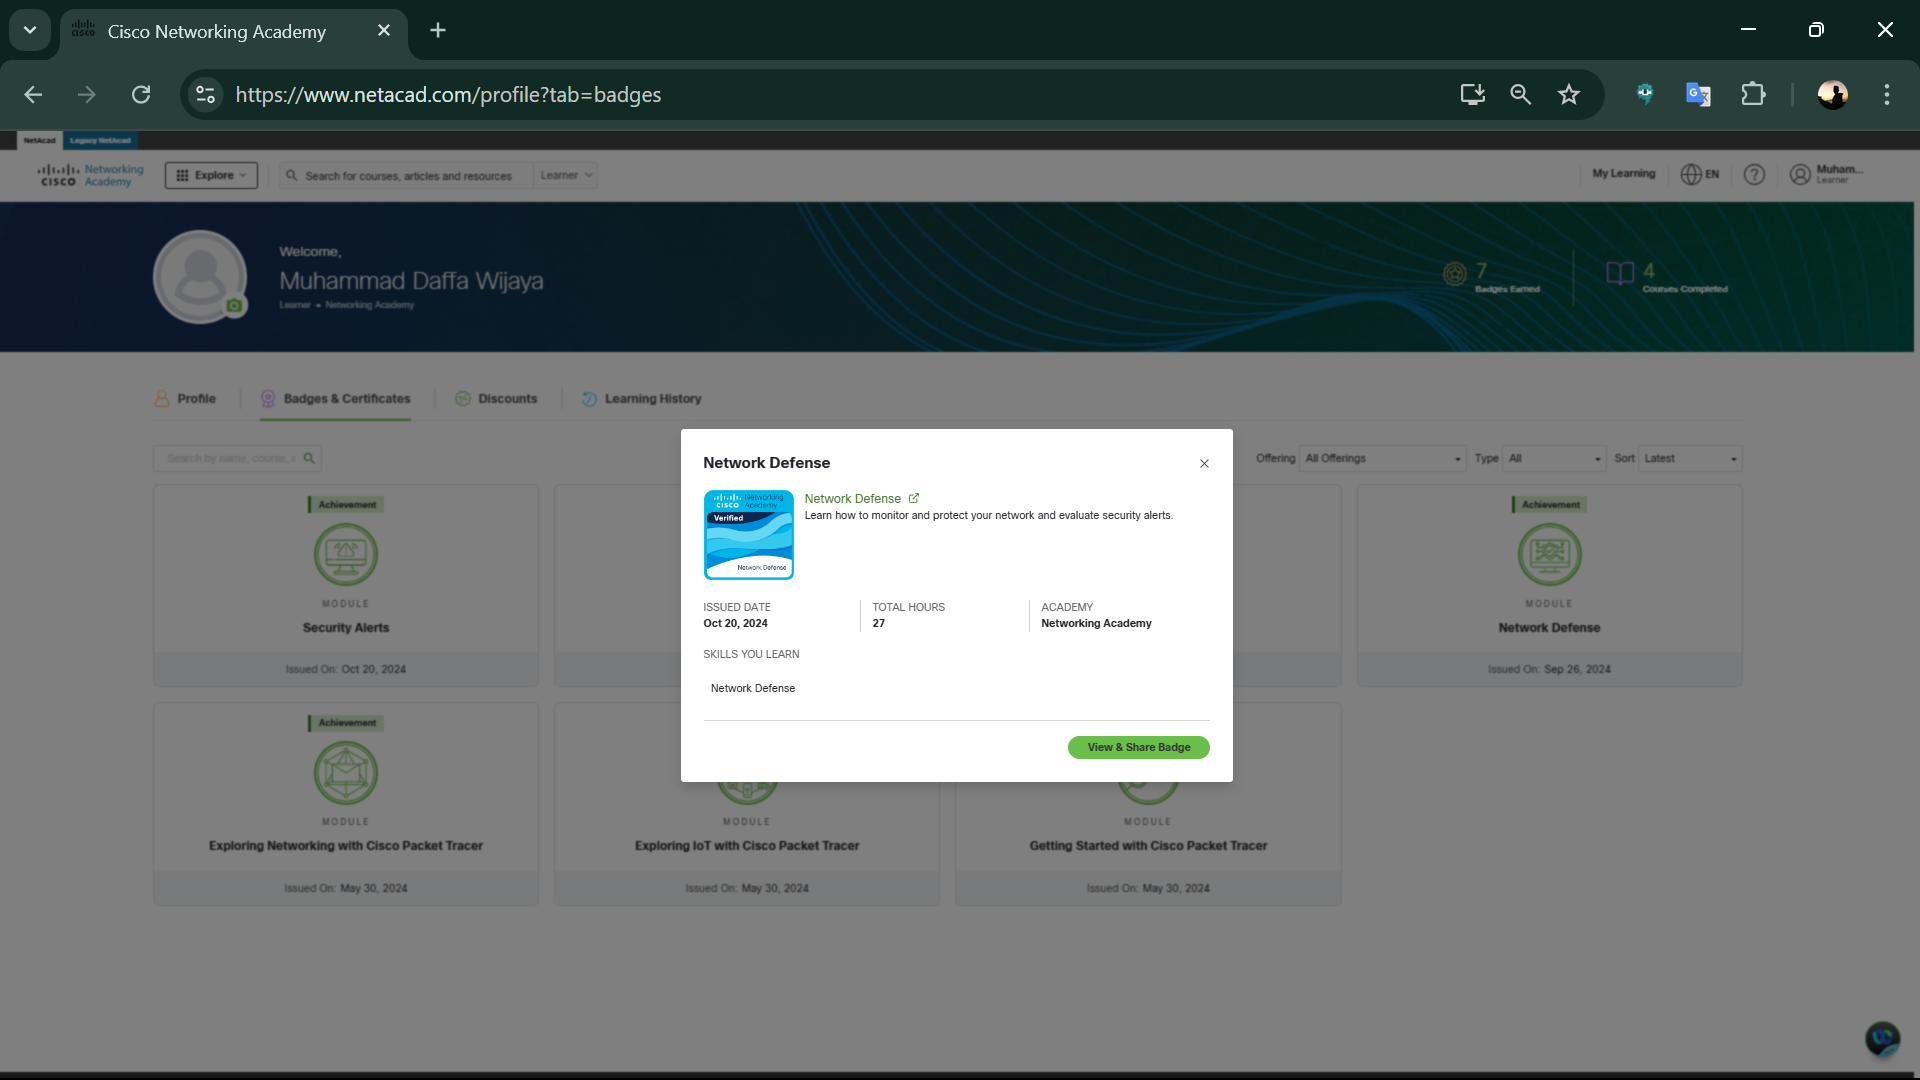 Cisco Networking Academy
https://www.netacad.com/profile?tab=badges
NetAcad
Legacy NetAcad
CISCO
Networking
Academy
Explore
Search for courses, articles and resources
Learner
My Learning
EN
Muham...
Learner
Welcome,
Muhammad Daffa Wijaya
Learner • Networking Academy
7
Badges Earned
4
Courses Completed
Profile
Badges & Certificates
Discounts
Learning History
Search by name, course,
Offering
All Offerings
Type
All
Sort
Latest
Achievement
MODULE
Security Alerts
Issued On: Oct 20, 2024
Achievement
MODULE
Network Defense
Issued On: Sep 26, 2024
Achievement
MODULE
Exploring Networking with Cisco Packet Tracer
Issued On: May 30, 2024
MODULE
Exploring IoT with Cisco Packet Tracer
Issued On: May 30, 2024
MODULE
Getting Started with Cisco Packet Tracer
Issued On: May 30, 2024
Network Defense
CISCO
Networking
Academy
Verified
Network Defense
Network Defense
Learn how to monitor and protect your network and evaluate security alerts.
ISSUED DATE
Oct 20, 2024
TOTAL HOURS
27
ACADEMY
Networking Academy
SKILLS YOU LEARN
Network Defense
View & Share Badge